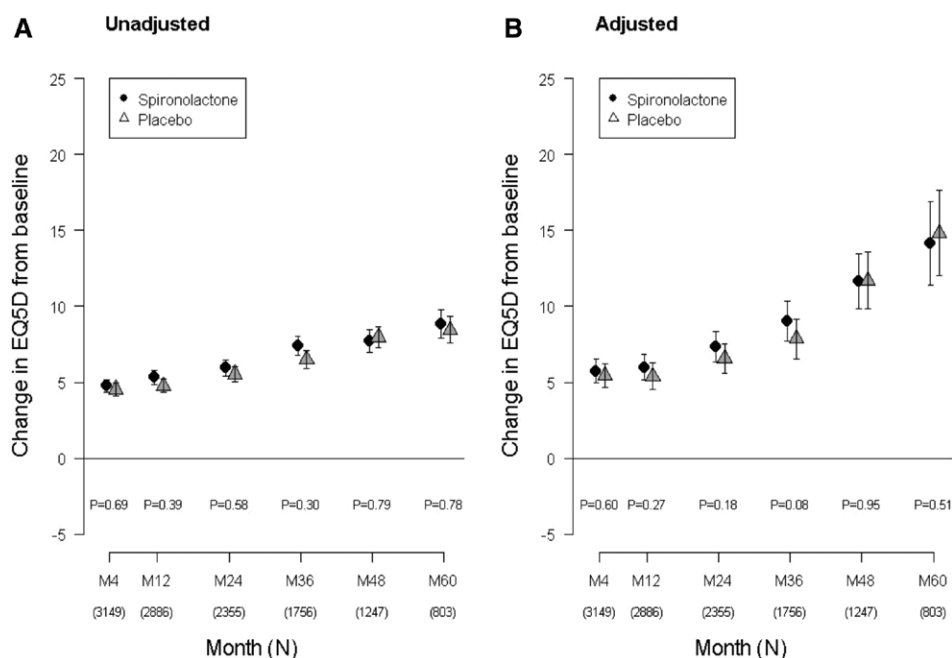 A Unadjusted
Change in EQ5D from baseline
25
20
15
10
5
0
-5
Spironolactone
Placebo
P=0.69 P=0.39 P=0.58 P=0.30 P=0.79 P=0.78
M4 M12 M24 M36 M48 M60
(3149) (2886) (2355) (1756) (1247) (803)
Month (N)
B Adjusted
Change in EQ5D from baseline
25
20
15
10
5
0
-5
Spironolactone
Placebo
P=0.60 P=0.27 P=0.18 P=0.08 P=0.95 P=0.51
M4 M12 M24 M36 M48 M60
(3149) (2886) (2355) (1756) (1247) (803)
Month (N)